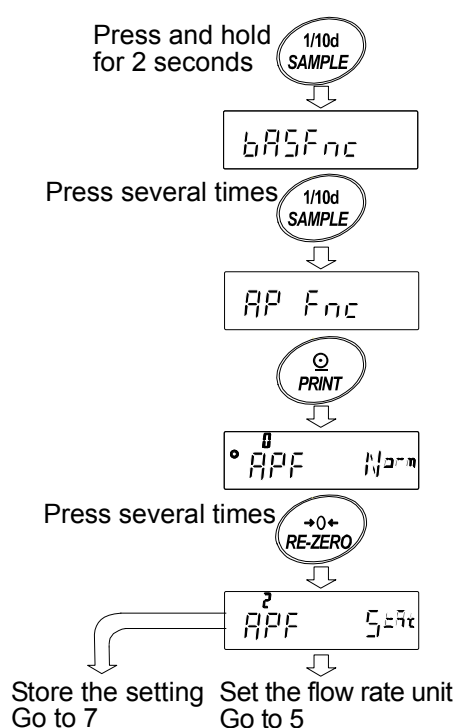 Press and hold
for 2 seconds
1/10d
SAMPLE
bASFnc
Press several times
1/10d
SAMPLE
AP Fnc
PRINT
0
APF Norm
Press several times
→0←
RE-ZERO
2
APF StAt
Store the setting
Go to 7
Set the flow rate unit
Go to 5